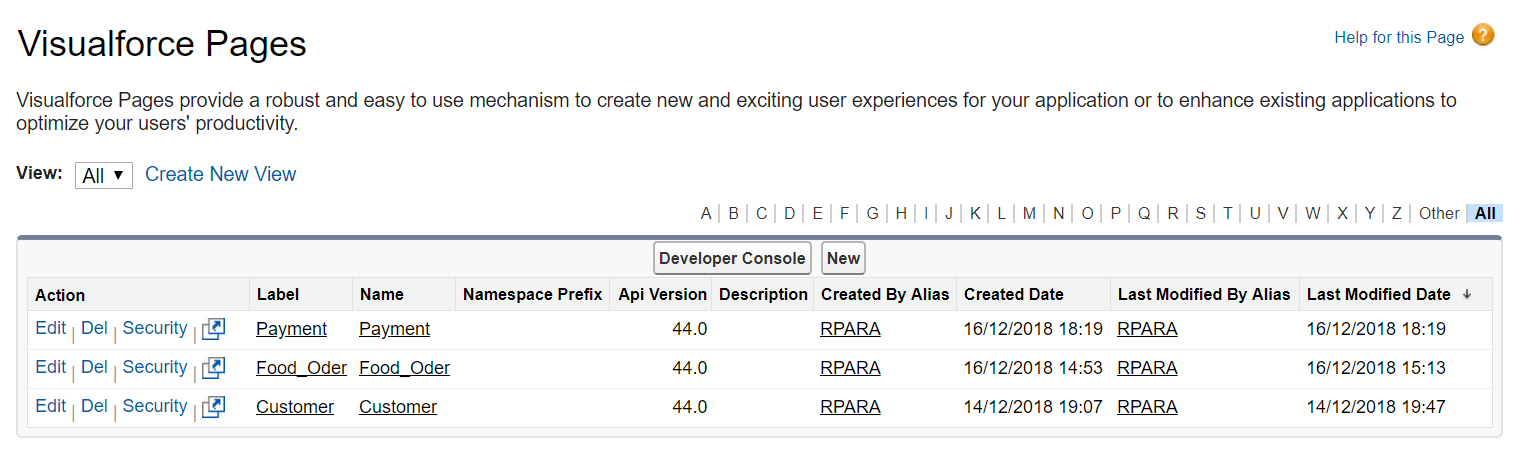 Visualforce Pages
Help for this Page ?
Visualforce Pages provide a robust and easy to use mechanism to create new and exciting user experiences for your application or to enhance existing applications to
optimize your users' productivity.
View: All ▼ Create New View
A | B | C | D | E | F | G | H | I | J | K | L | M | N | O | P | Q | R | S | T | U | V | W | X | Y | Z | Other | All
Developer Console New
Action Label Name Namespace Prefix Api Version Description Created By Alias Created Date Last Modified By Alias Last Modified Date ↓
Edit | Del | Security | Payment Payment 44.0 RPARA 16/12/2018 18:19 RPARA 16/12/2018 18:19
Edit | Del | Security | Food_Oder Food_Oder 44.0 RPARA 16/12/2018 14:53 RPARA 16/12/2018 15:13
Edit | Del | Security | Customer Customer 44.0 RPARA 14/12/2018 19:07 RPARA 14/12/2018 19:47